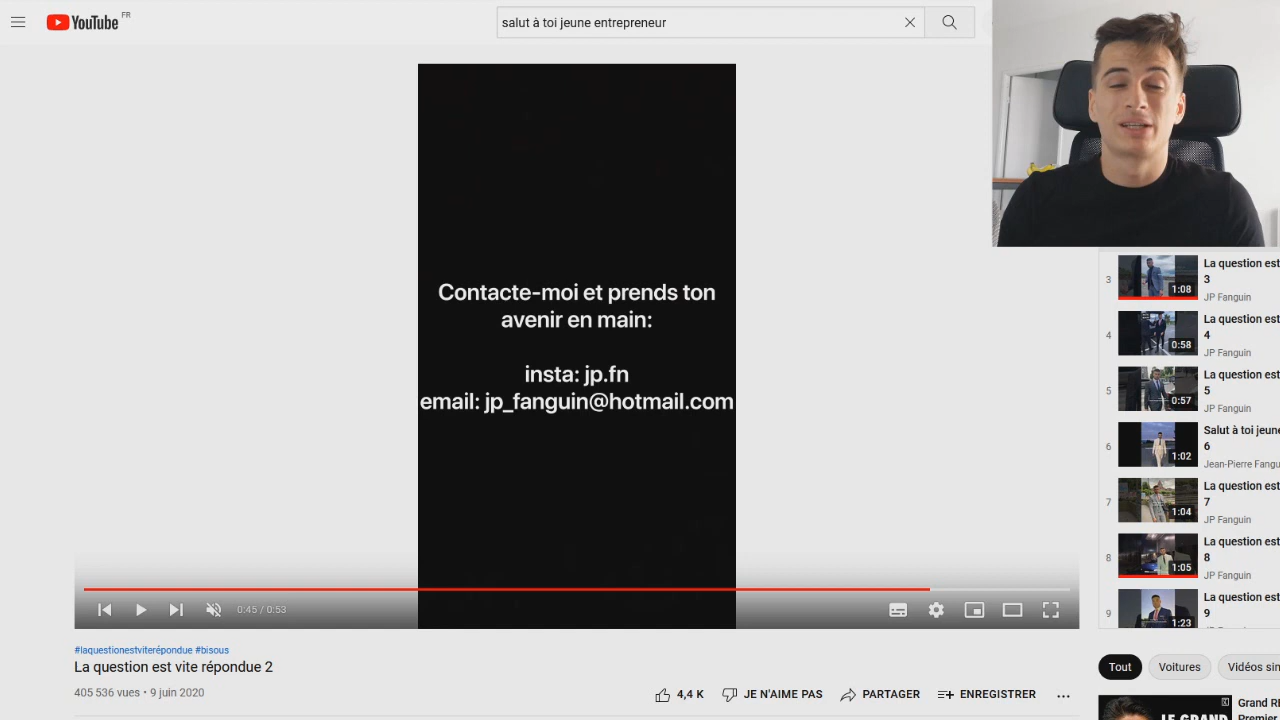 YouTube FR
salut à toi jeune entrepreneur
Contacte-moi et prends ton
avenir en main:
insta: jp.fn
email: jp_fanguin@hotmail.com
0:45 / 0:53
#laquestionestviterépondue #bisous
La question est vite répondue 2
405 536 vues • 9 juin 2020
4,4 K
JE N'AIME PAS
PARTAGER
ENREGISTRER
3
1:08
La question est
3
JP Fanguin
4
0:58
La question est
4
JP Fanguin
5
0:57
La question est
5
JP Fanguin
6
1:02
Salut à toi jeune
6
Jean-Pierre Fangu
7
1:04
La question est
7
JP Fanguin
8
1:05
La question est
8
JP Fanguin
9
1:23
La question est
9
Tout
Voitures
Vidéos sim
LE GRAND
Grand RI
Premier